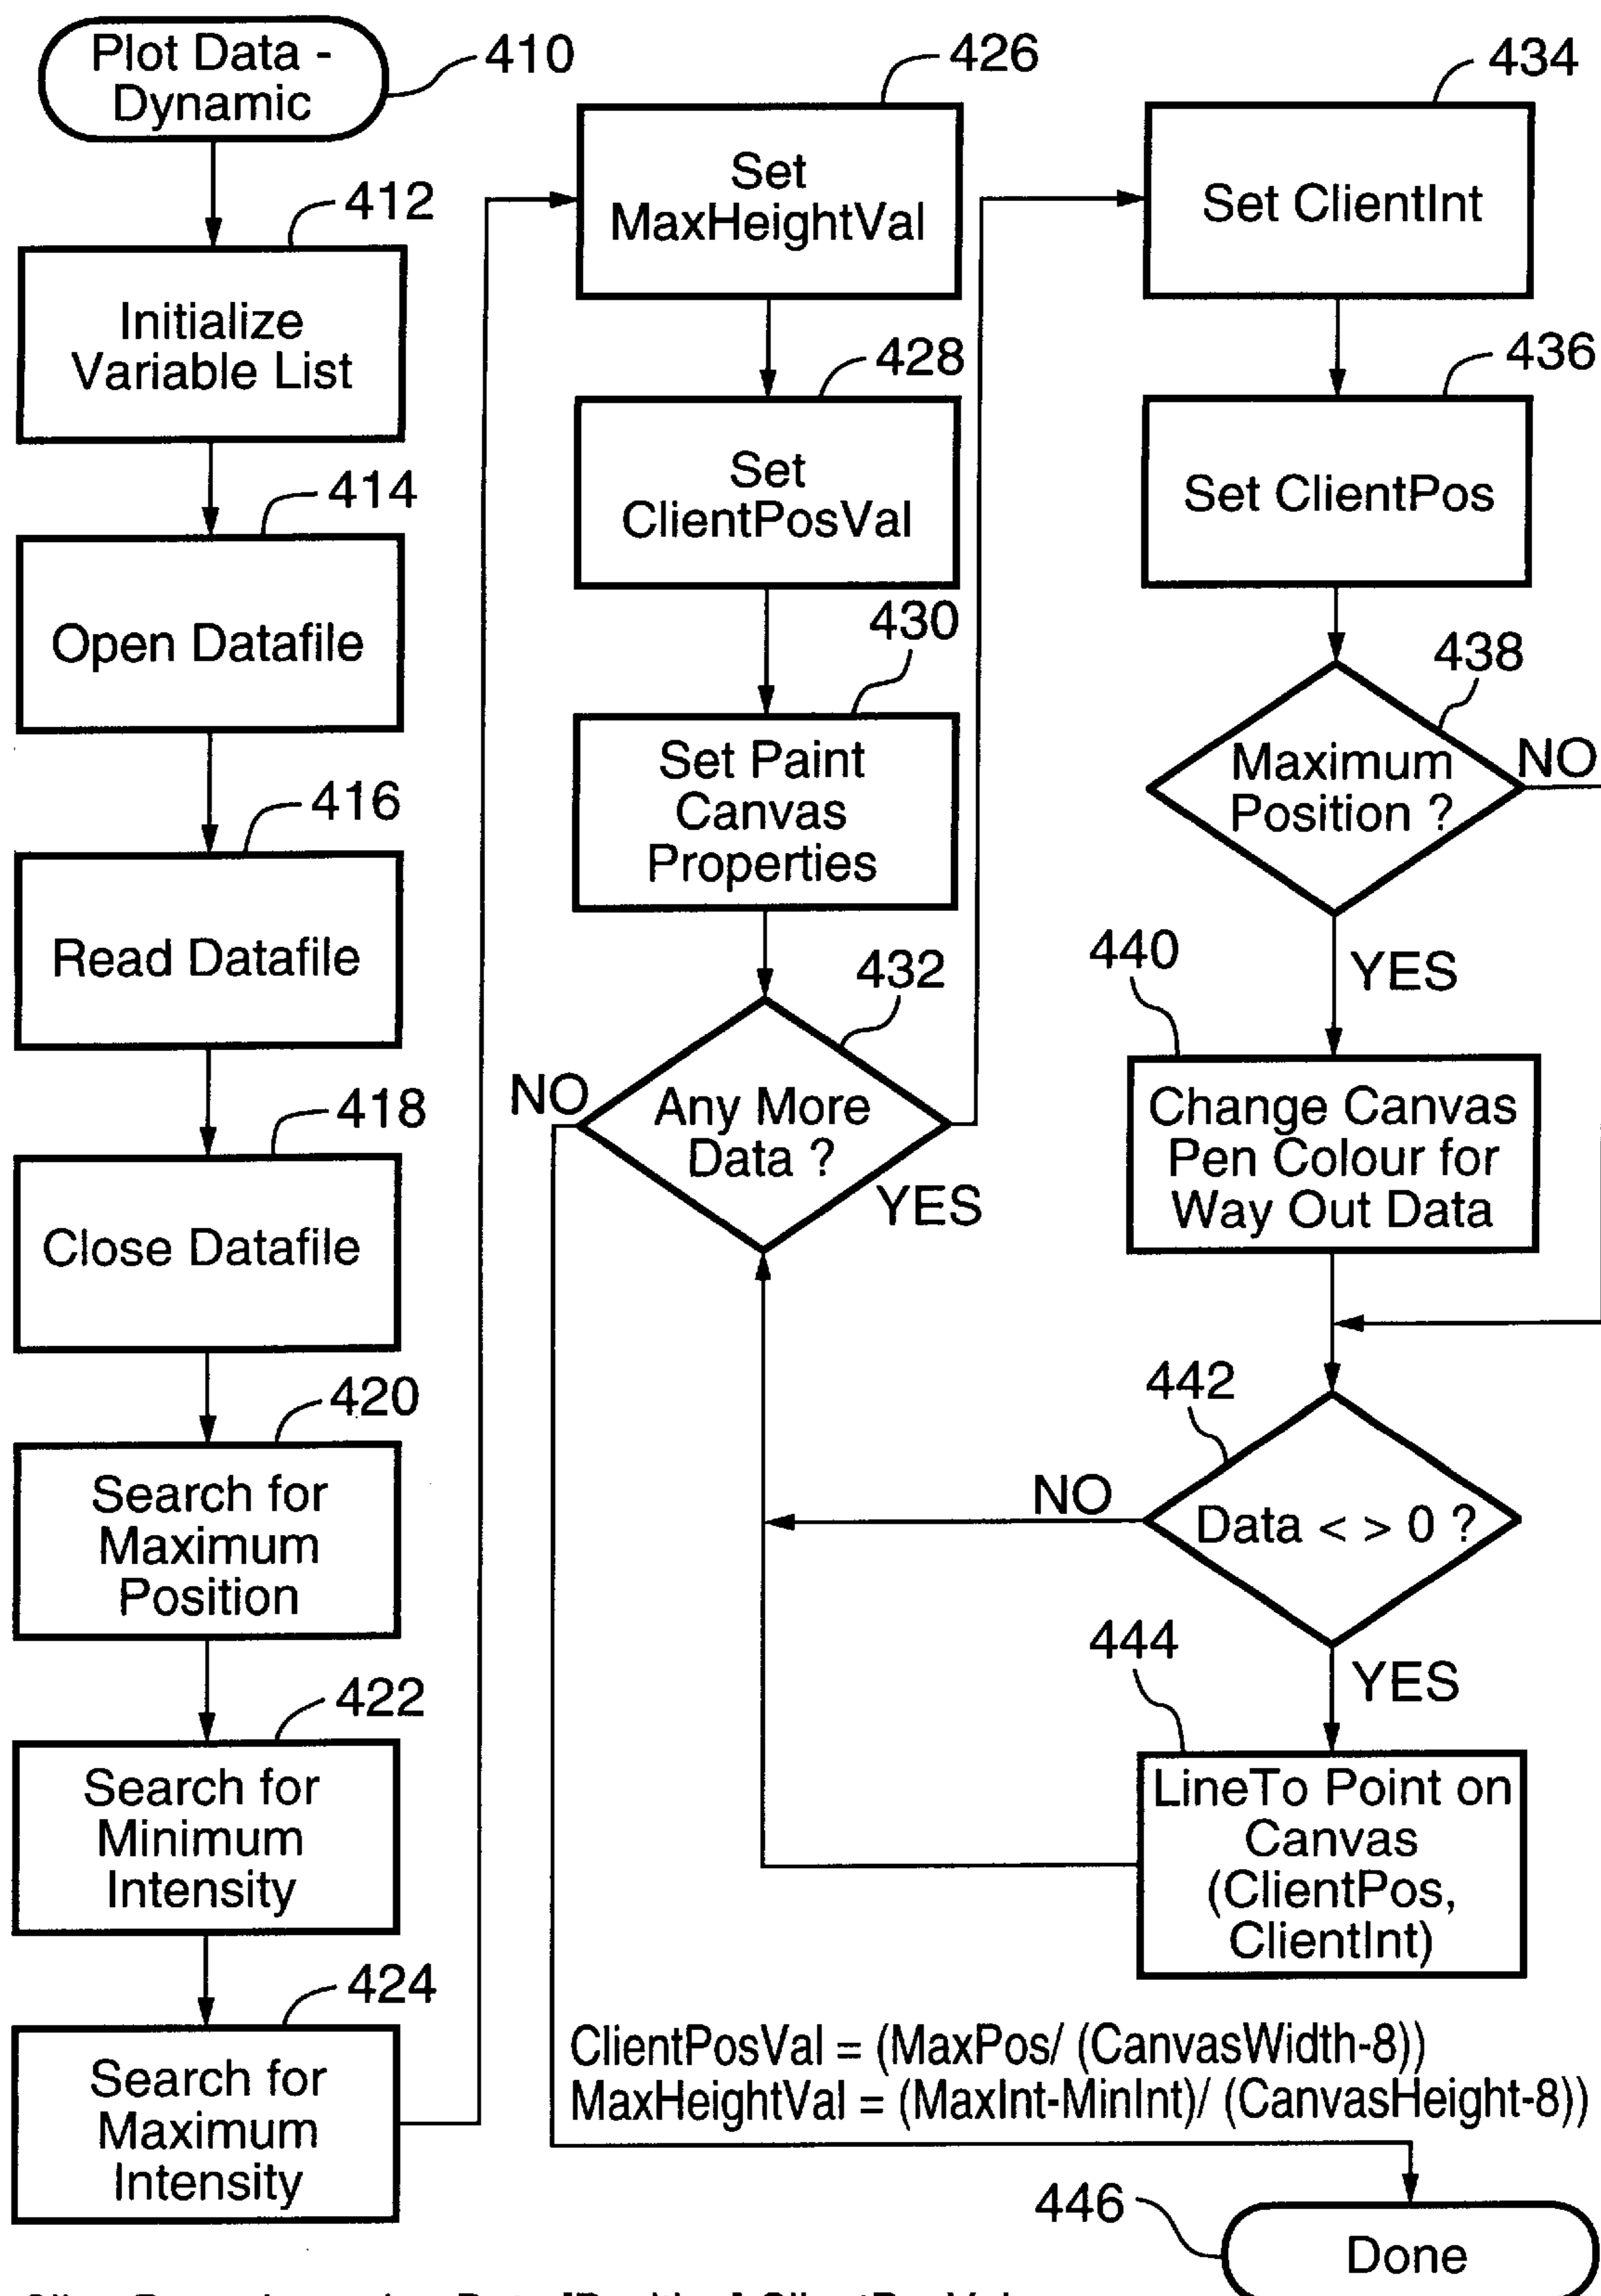 Plot Data -
Dynamic
410
412
Initialize
Variable List
414
Open Datafile
416
Read Datafile
418
Close Datafile
420
Search for
Maximum
Position
422
Search for
Minimum
Intensity
424
Search for
Maximum
Intensity
426
Set
MaxHeightVal
428
Set
ClientPosVal
430
Set Paint
Canvas
Properties
432
NO
Any More
Data ?
YES
434
Set ClientInt
436
Set ClientPos
438
Maximum
Position ?
NO
YES
440
Change Canvas
Pen Colour for
Way Out Data
442
NO
Data < > 0 ?
YES
444
LineTo Point on
Canvas
(ClientPos,
ClientInt)
ClientPosVal = (MaxPos/ (CanvasWidth-8))
MaxHeightVal = (MaxInt-MinInt)/ (CanvasHeight-8))
446
Done